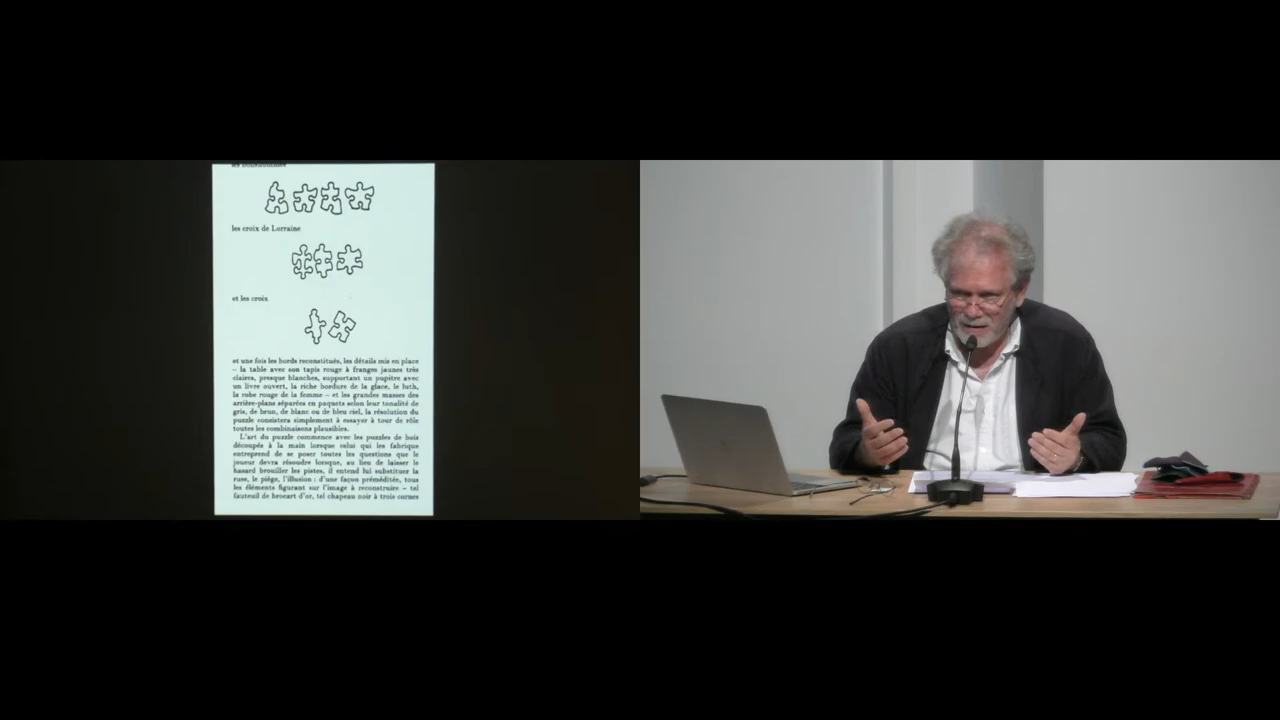 les bonshommes
les croix de Lorraine
et les croix
et une fois les bords reconstitués, les détails mis en place
– la table avec son tapis rouge à franges jaunes très
claires, presque blanches, supportant un pupitre avec
un livre ouvert, la riche bordure de la glace, le luth,
la robe rouge de la femme – et les grandes masses des
arrière-plans séparées en paquets selon leur tonalité de
gris, de brun, de blanc ou de bleu ciel, la résolution du
puzzle consistera simplement à essayer à tour de rôle
toutes les combinaisons plausibles.
L'art du puzzle commence avec les puzzles de bois
découpés à la main lorsque celui qui les fabrique
entreprend de se poser toutes les questions que le
joueur devra résoudre lorsque, au lieu de laisser le
hasard brouiller les pistes, il entend lui substituer la
ruse, le piège, l'illusion : d'une façon préméditée, tous
les éléments figurant sur l'image à reconstruire – tel
fauteuil de brocart d'or, tel chapeau noir à trois cornes